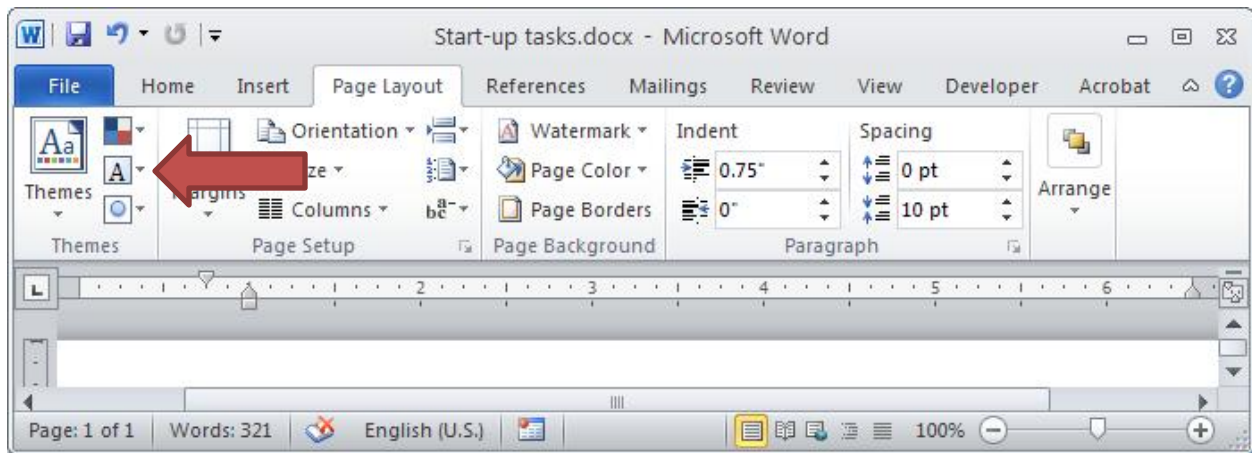 W Start-up tasks.docx - Microsoft Word
File Home Insert Page Layout References Mailings Review View Developer Acrobat ?
Aa Orientation Watermark Indent Spacing
A ze Page Color 0.75" 0 pt
Themes Margins Columns bc a- Page Borders 0" 10 pt Arrange
Themes Page Setup Page Background Paragraph
L 2 3 4 5 6
Page: 1 of 1 Words: 321 English (U.S.) 100%